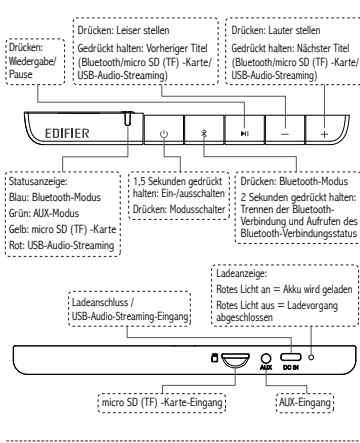 Drücken:
Wiedergabe/
Pause
Drücken: Leiser stellen
Gedrückt halten: Vorheriger Titel
(Bluetooth/micro SD (TF) -Karte/
USB-Audio-Streaming)
Drücken: Lauter stellen
Gedrückt halten: Nächster Titel
(Bluetooth/micro SD (TF) -Karte/
USB-Audio-Streaming)
EDIFIER
Statusanzeige:
Blau: Bluetooth-Modus
Grün: AUX-Modus
Gelb: micro SD (TF) -Karte
Rot: USB-Audio-Streaming
1,5 Sekunden gedrückt
halten: Ein-/ausschalten
Drücken: Modusschalter
Drücken: Bluetooth-Modus
2 Sekunden gedrückt halten:
Trennen der Bluetooth-
Verbindung und Aufrufen des
Bluetooth-Verbindungsstatus
Ladeanzeige:
Rotes Licht an = Akku wird geladen
Rotes Licht aus = Ladevorgang
abgeschlossen
Ladeanschluss /
USB-Audio-Streaming-Eingang
AUX
DC IN
micro SD (TF) -Karte-Eingang
AUX-Eingang